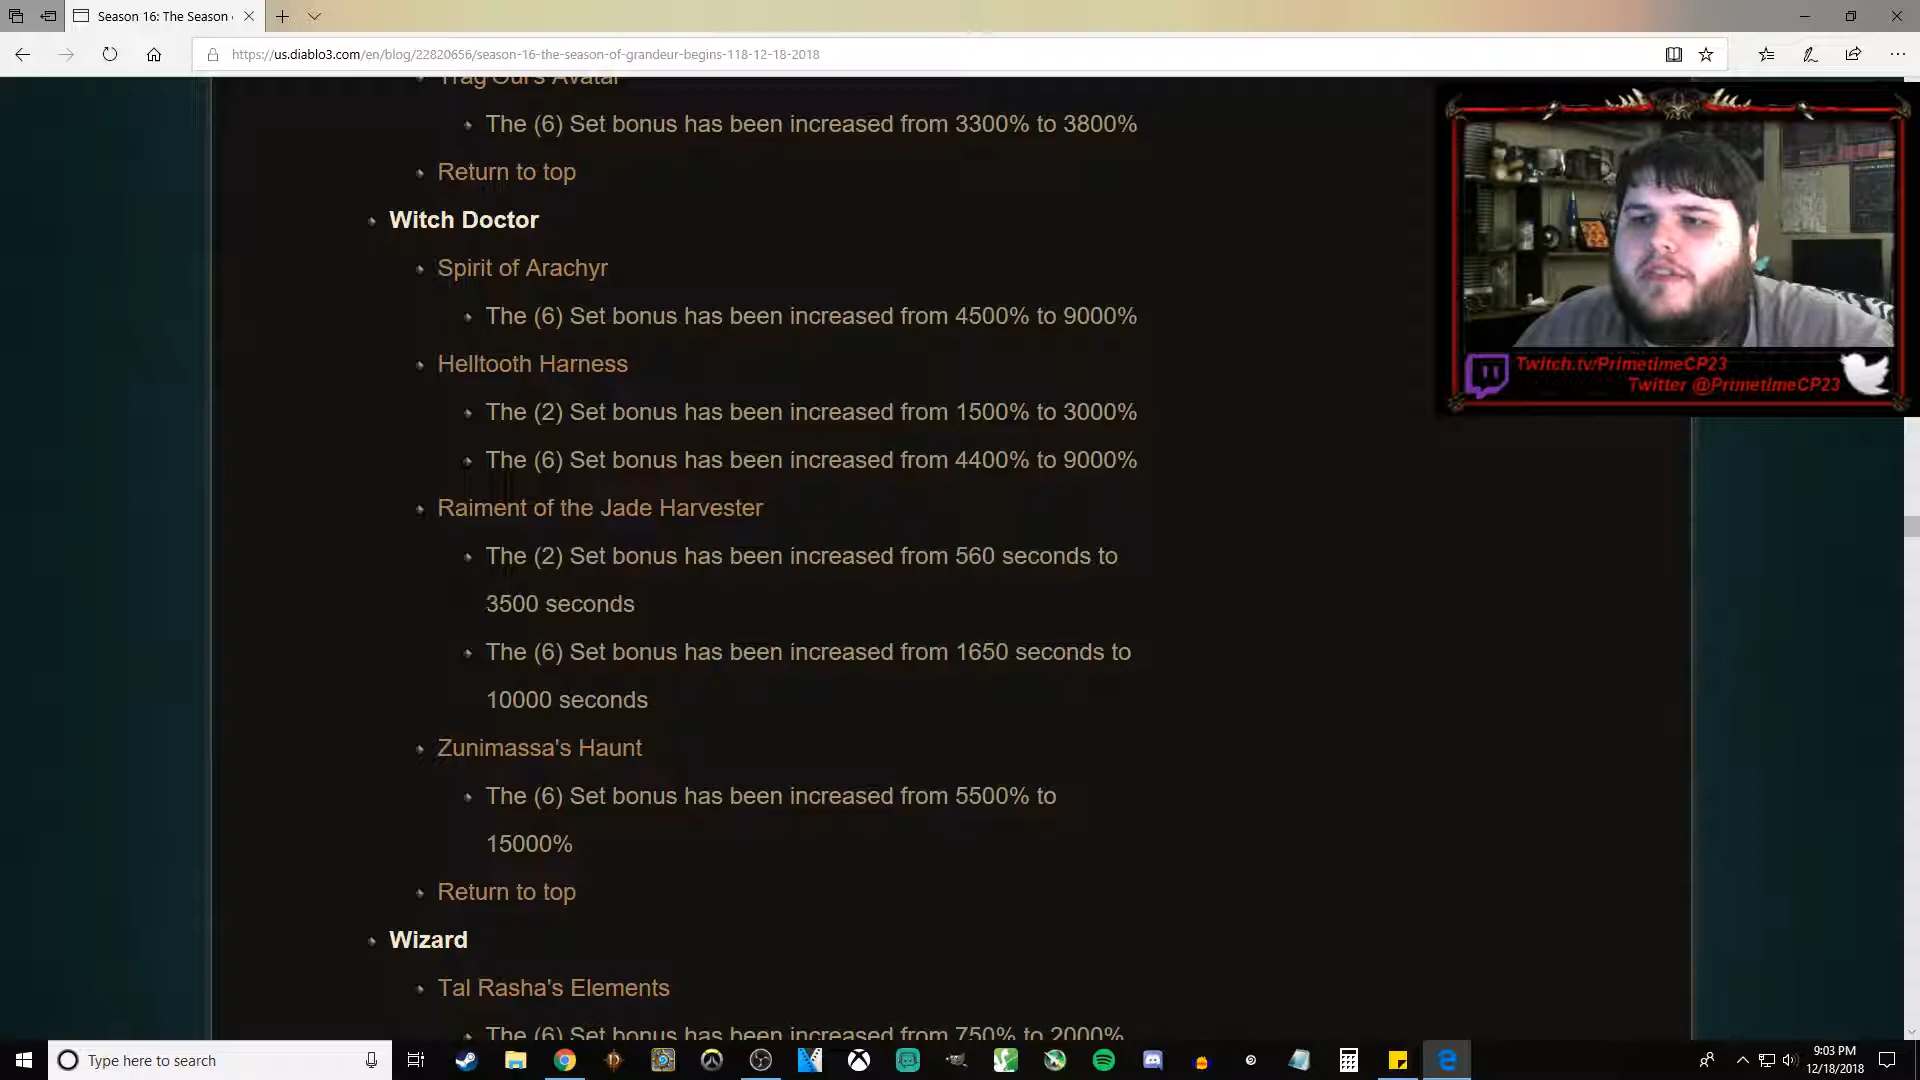 Season 16: The Season
https://us.diablo3.com/en/blog/22820656/season-16-the-season-of-grandeur-begins-118-12-18-2018
Trag'Oul's Avatar
The (6) Set bonus has been increased from 3300% to 3800%
Return to top
Witch Doctor
Spirit of Arachyr
The (6) Set bonus has been increased from 4500% to 9000%
Helltooth Harness
The (2) Set bonus has been increased from 1500% to 3000%
The (6) Set bonus has been increased from 4400% to 9000%
Raiment of the Jade Harvester
The (2) Set bonus has been increased from 560 seconds to
3500 seconds
The (6) Set bonus has been increased from 1650 seconds to
10000 seconds
Zunimassa's Haunt
The (6) Set bonus has been increased from 5500% to
15000%
Return to top
Wizard
Tal Rasha's Elements
The (6) Set bonus has been increased from 750% to 2000%
Twitch.tv/PrimetimeCP23
Twitter @PrimetimeCP23
Type here to search
9:03 PM
12/18/2018